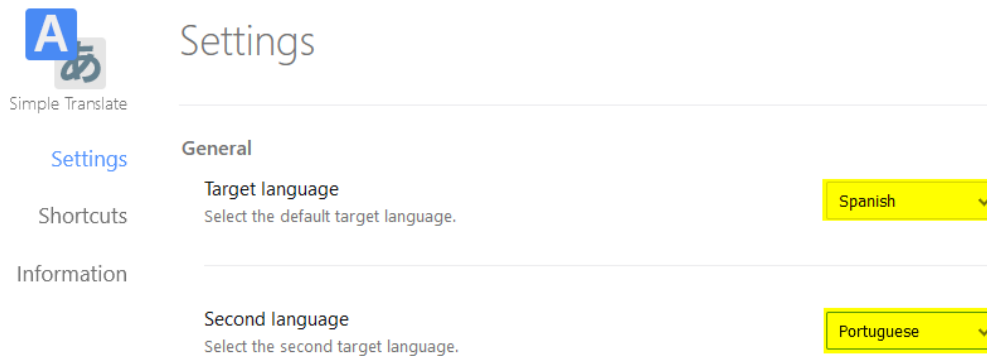 A
あ
Simple Translate
Settings
Shortcuts
Information
Settings
General
Target language
Select the default target language.
Spanish
Second language
Select the second target language.
Portuguese